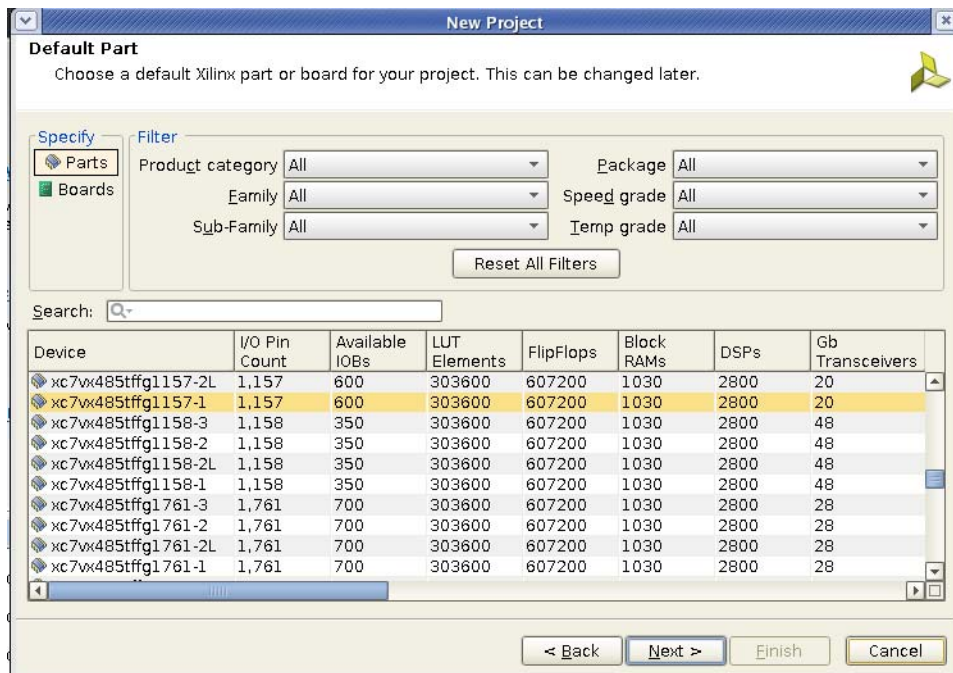 New Project
Default Part
Choose a default Xilinx part or board for your project. This can be changed later.
Specify
Filter
Parts
Boards
Product category All
Package All
Family All
Speed grade All
Sub-Family All
Temp grade All
Reset All Filters
Search:
Device I/O Pin Count Available IOBs LUT Elements FlipFlops Block RAMs DSPs Gb Transceivers
xc7vx485tffg1157-2L 1,157 600 303600 607200 1030 2800 20
xc7vx485tffg1157-1 1,157 600 303600 607200 1030 2800 20
xc7vx485tffg1158-3 1,158 350 303600 607200 1030 2800 48
xc7vx485tffg1158-2 1,158 350 303600 607200 1030 2800 48
xc7vx485tffg1158-2L 1,158 350 303600 607200 1030 2800 48
xc7vx485tffg1158-1 1,158 350 303600 607200 1030 2800 48
xc7vx485tffg1761-3 1,761 700 303600 607200 1030 2800 28
xc7vx485tffg1761-2 1,761 700 303600 607200 1030 2800 28
xc7vx485tffg1761-2L 1,761 700 303600 607200 1030 2800 28
xc7vx485tffg1761-1 1,761 700 303600 607200 1030 2800 28
< Back
Next >
Finish
Cancel